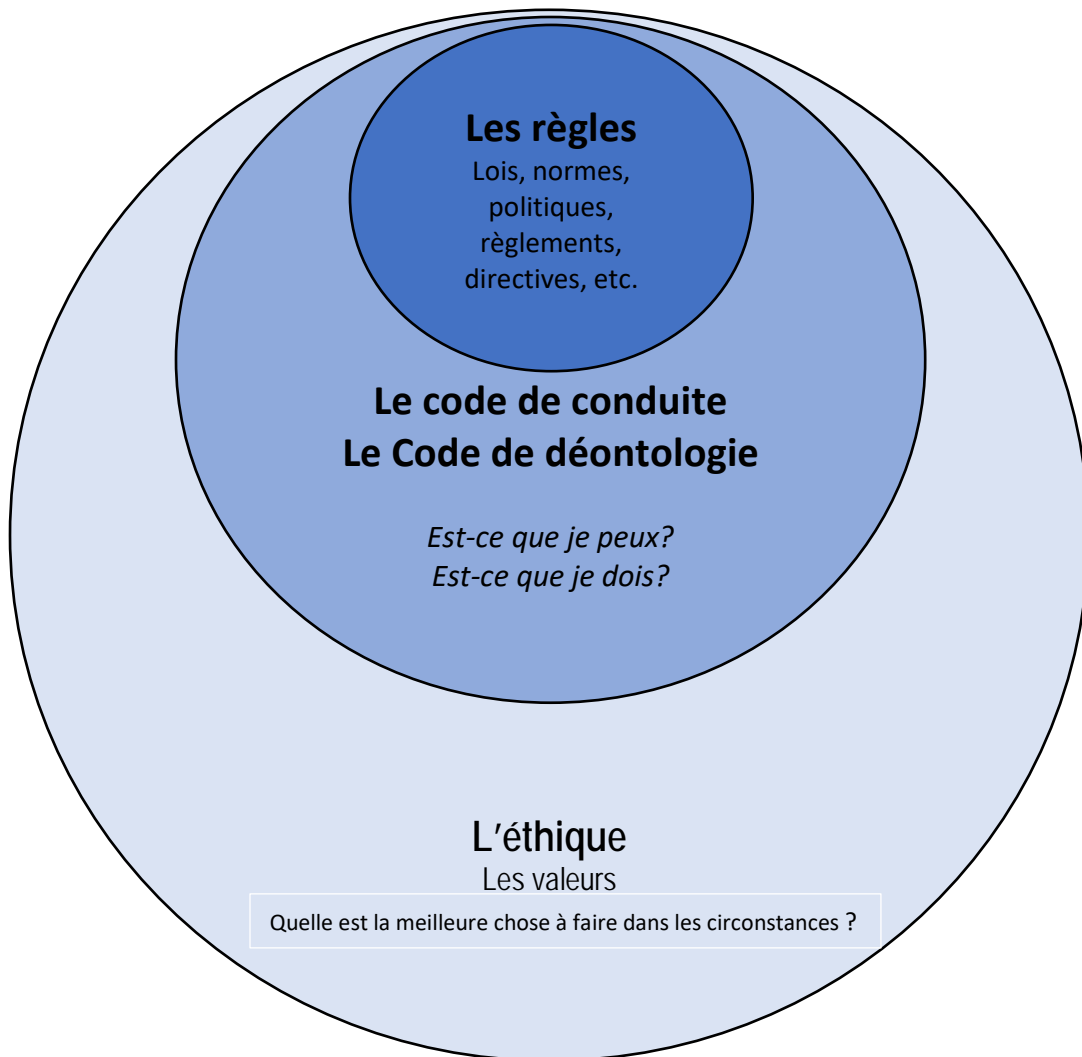 Les règles
Lois, normes,
politiques,
règlements,
directives, etc.
Le code de conduite
Le Code de déontologie
Est-ce que je peux?
Est-ce que je dois?
L'éthique
Les valeurs
Quelle est la meilleure chose à faire dans les circonstances ?